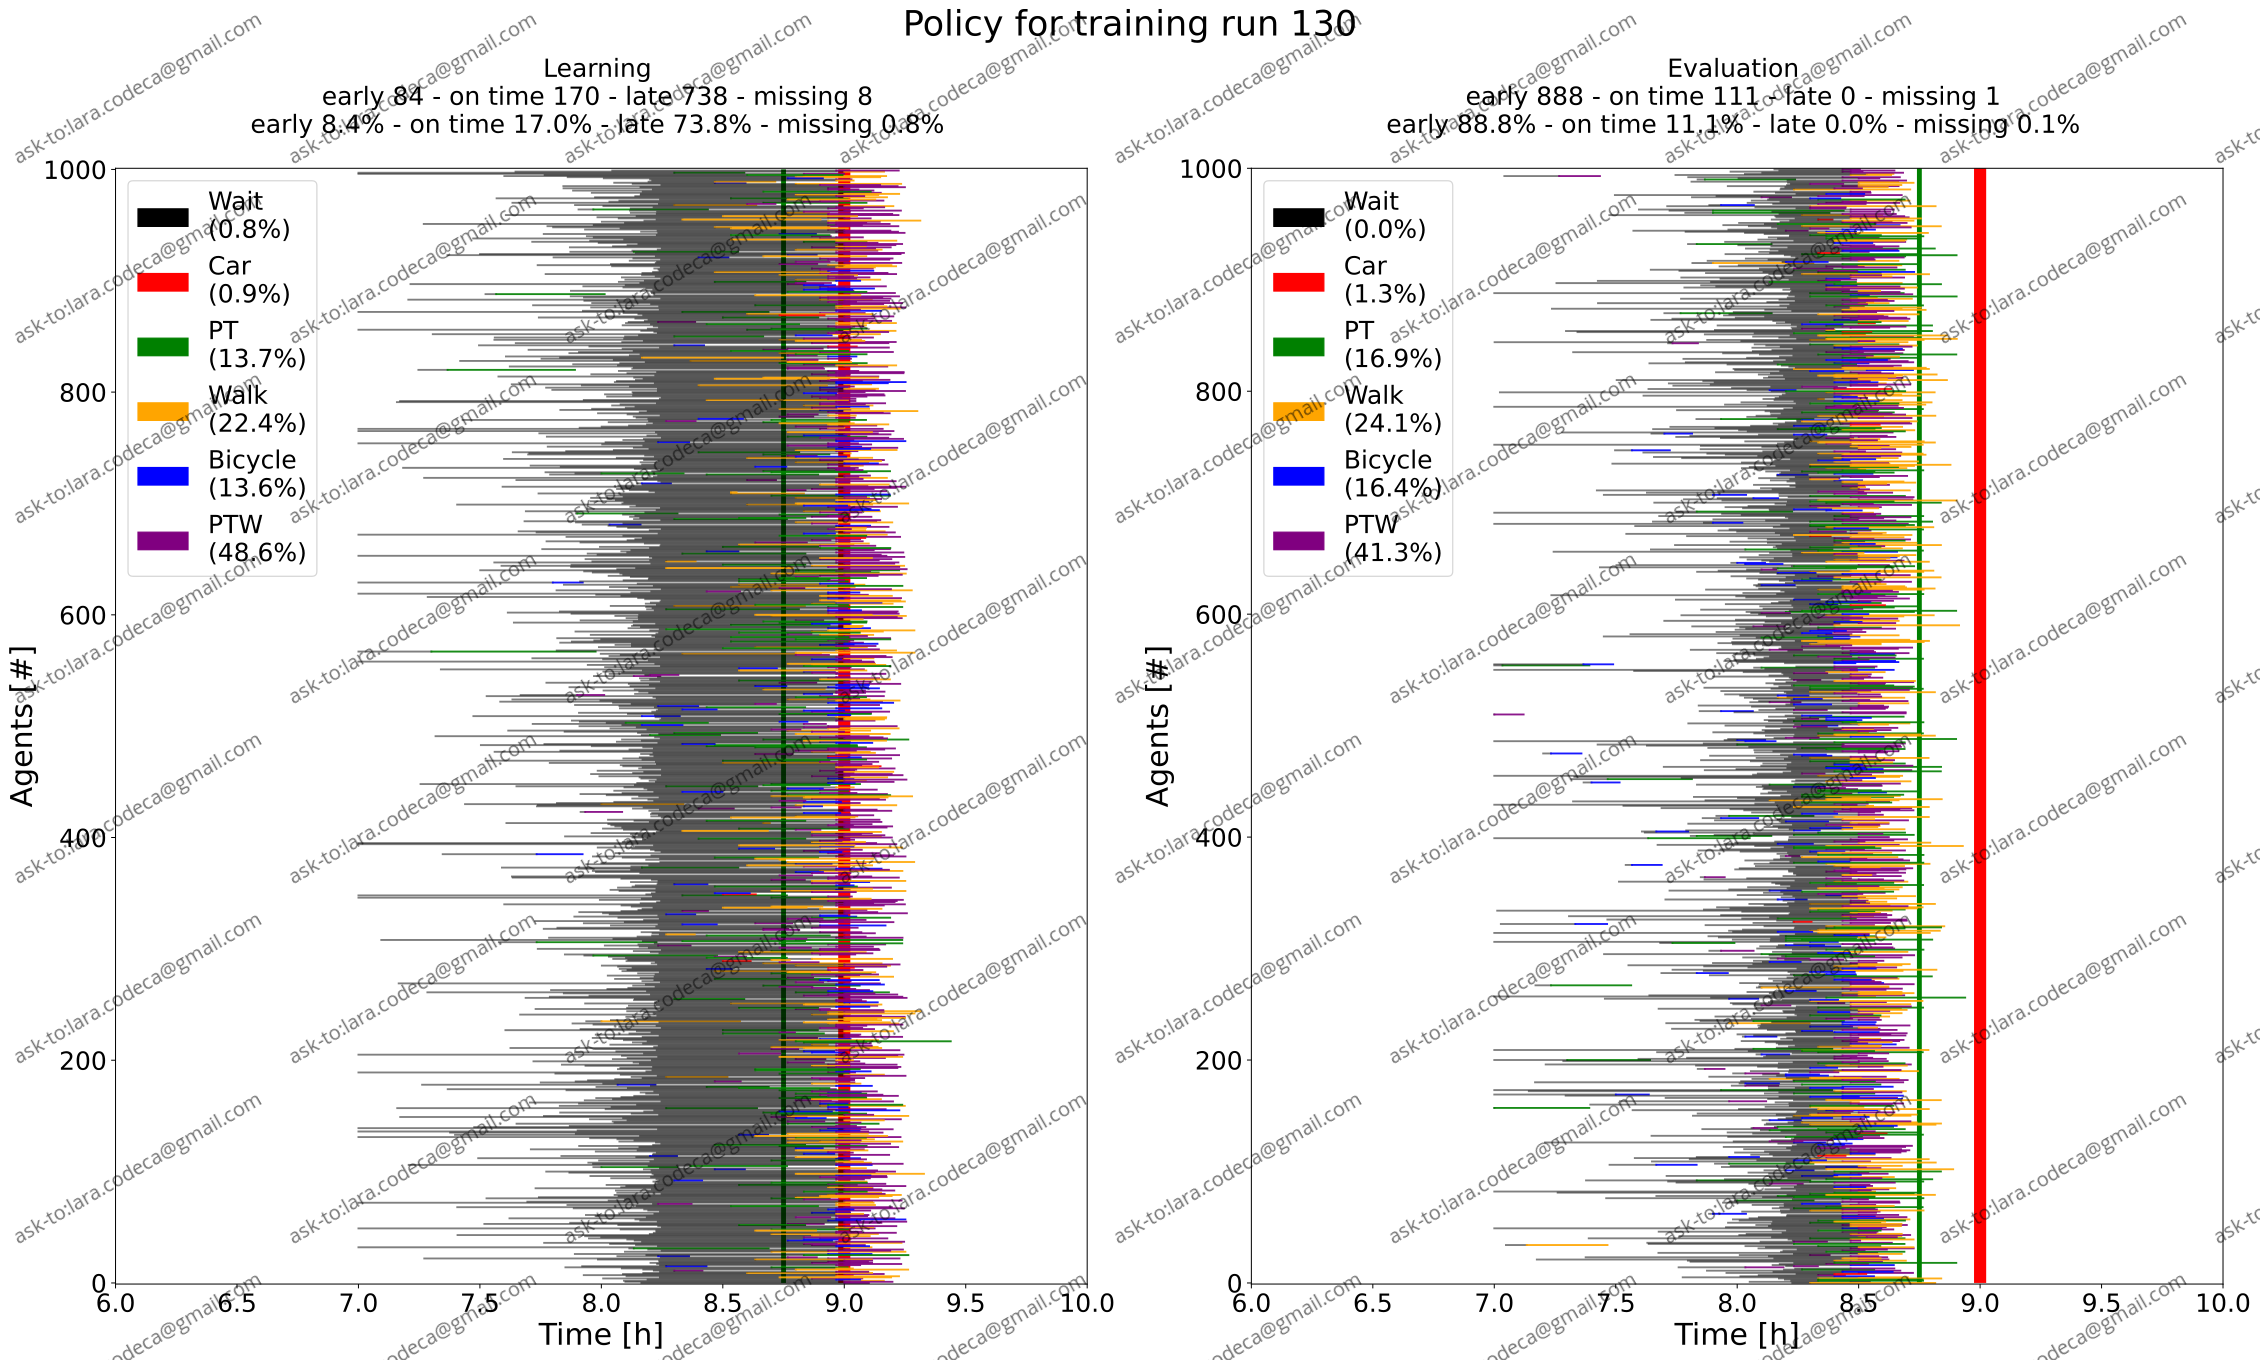 Policy for training run 130
Learning
early 84 - on time 170 - late 738 - missing 8
early 8.4% - on time 17.0% - late 73.8% - missing 0.8%
Evaluation
early 888 - on time 111 - late 0 - missing 1
early 88.8% - on time 11.1% - late 0.0% - missing 0.1%
Agents [#]
1000
800
600
400
200
0
Wait
(0.8%)
Car
(0.9%)
PT
(13.7%)
Walk
(22.4%)
Bicycle
(13.6%)
PTW
(48.6%)
6.0 6.5 7.0 7.5 8.0 8.5 9.0 9.5 10.0
Time [h]
Agents [#]
1000
800
600
400
200
0
Wait
(0.0%)
Car
(1.3%)
PT
(16.9%)
Walk
(24.1%)
Bicycle
(16.4%)
PTW
(41.3%)
6.0 6.5 7.0 7.5 8.0 8.5 9.0 9.5 10.0
Time [h]
ask-to:lara.codeca@gmail.com